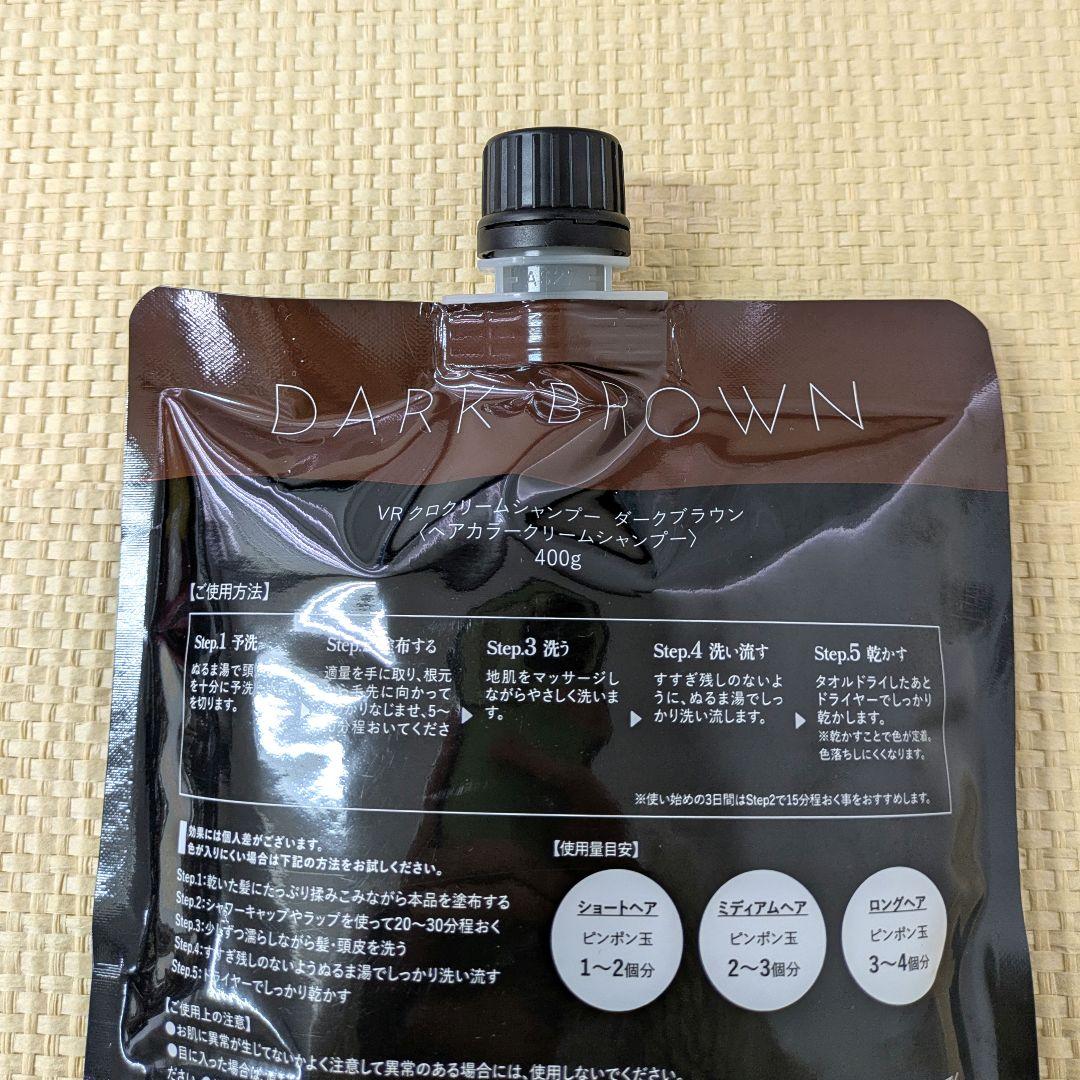 DARK BROWN
VR クロクリームシャンプー ダークブラウン
〈ヘアカラークリームシャンプー〉
400g
【ご使用方法】
Step.1 予洗
ぬるま湯で頭
を十分に予洗
を切ります。
塗布する
適量を手に取り、根元
毛先に向かって
かりなじませ、5〜
分程おいてくださ
Step.3 洗う
地肌をマッサージし
ながらやさしく洗いま
す。
Step.4 洗い流す
すすぎ残しのないよ
うに、ぬるま湯でしっ
かり洗い流します。
Step.5 乾かす
タオルドライしたあと
ドライヤーでしっかり
乾かします。
※乾かすことで色が定着。
色落ちしにくくなります。
※使い始めの3日間はStep2で15分程おく事をおすすめします。
効果には個人差がございます。
色が入りにくい場合は下記の方法をお試しください。
Step.1：乾いた髪にたっぷり揉みこみながら本品を塗布する
Step.2：シャワーキャップやラップを使って20〜30分程おく
Step.3：少しずつ濡らしながら髪・頭皮を洗う
Step.4：すすぎ残しのないようぬるま湯でしっかり洗い流す
Step.5：ドライヤーでしっかり乾かす
【使用量目安】
ショートヘア
ピンポン玉
1〜2個分
ミディアムヘア
ピンポン玉
2〜3個分
ロングヘア
ピンポン玉
3〜4個分
【ご使用上の注意】
●お肌に異常が生じてないかよく注意して異常のある場合には、使用しないでください。
●目に入った場合は、
ださい。